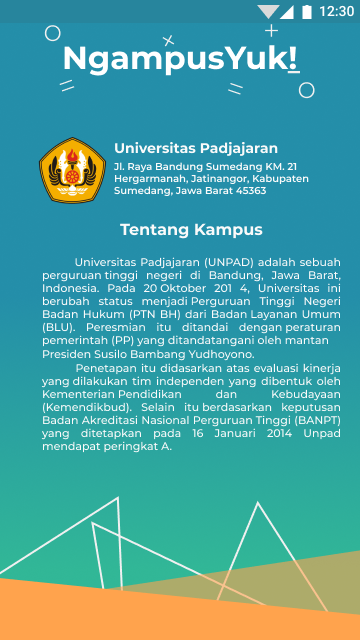 12:30
NgampusYuk!
Universitas Padjajaran
Jl. Raya Bandung Sumedang KM. 21
Hergarmanah, Jatinangor, Kabupaten
Sumedang, Jawa Barat 45363
Tentang Kampus
Universitas Padjajaran (UNPAD) adalah sebuah
perguruan tinggi negeri di Bandung, Jawa Barat,
Indonesia. Pada 20 Oktober 201 4, Universitas ini
berubah status menjadi Perguruan Tinggi Negeri
Badan Hukum (PTN BH) dari Badan Layanan Umum
(BLU). Peresmian itu ditandai dengan peraturan
pemerintah (PP) yang ditandatangani oleh mantan
Presiden Susilo Bambang Yudhoyono.
Penetapan itu didasarkan atas evaluasi kinerja
yang dilakukan tim independen yang dibentuk oleh
Kementerian Pendidikan dan Kebudayaan
(Kemendikbud). Selain itu berdasarkan keputusan
Badan Akreditasi Nasional Perguruan Tinggi (BANPT)
yang ditetapkan pada 16 Januari 2014 Unpad
mendapat peringkat A.